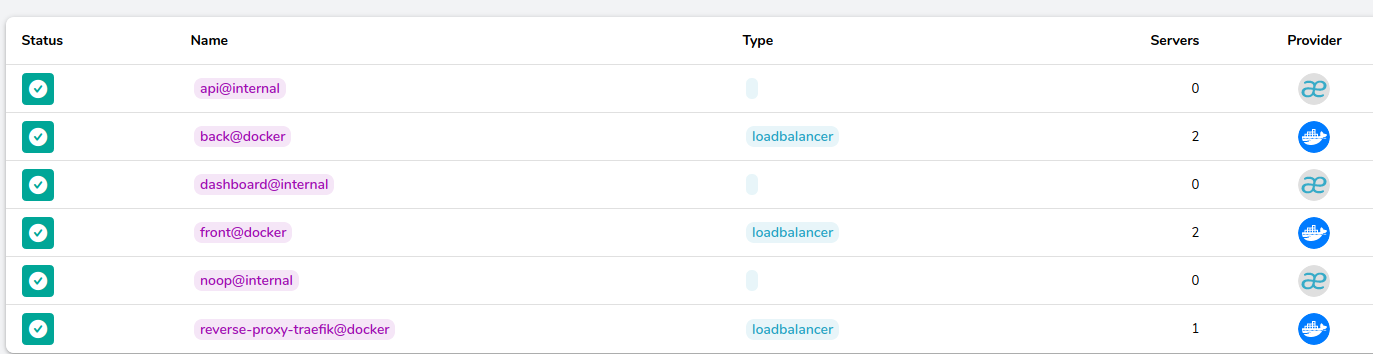 Status Name Type Servers Provider
api@internal 0
back@docker loadbalancer 2
dashboard@internal 0
front@docker loadbalancer 2
noop@internal 0
reverse-proxy-traefik@docker loadbalancer 1